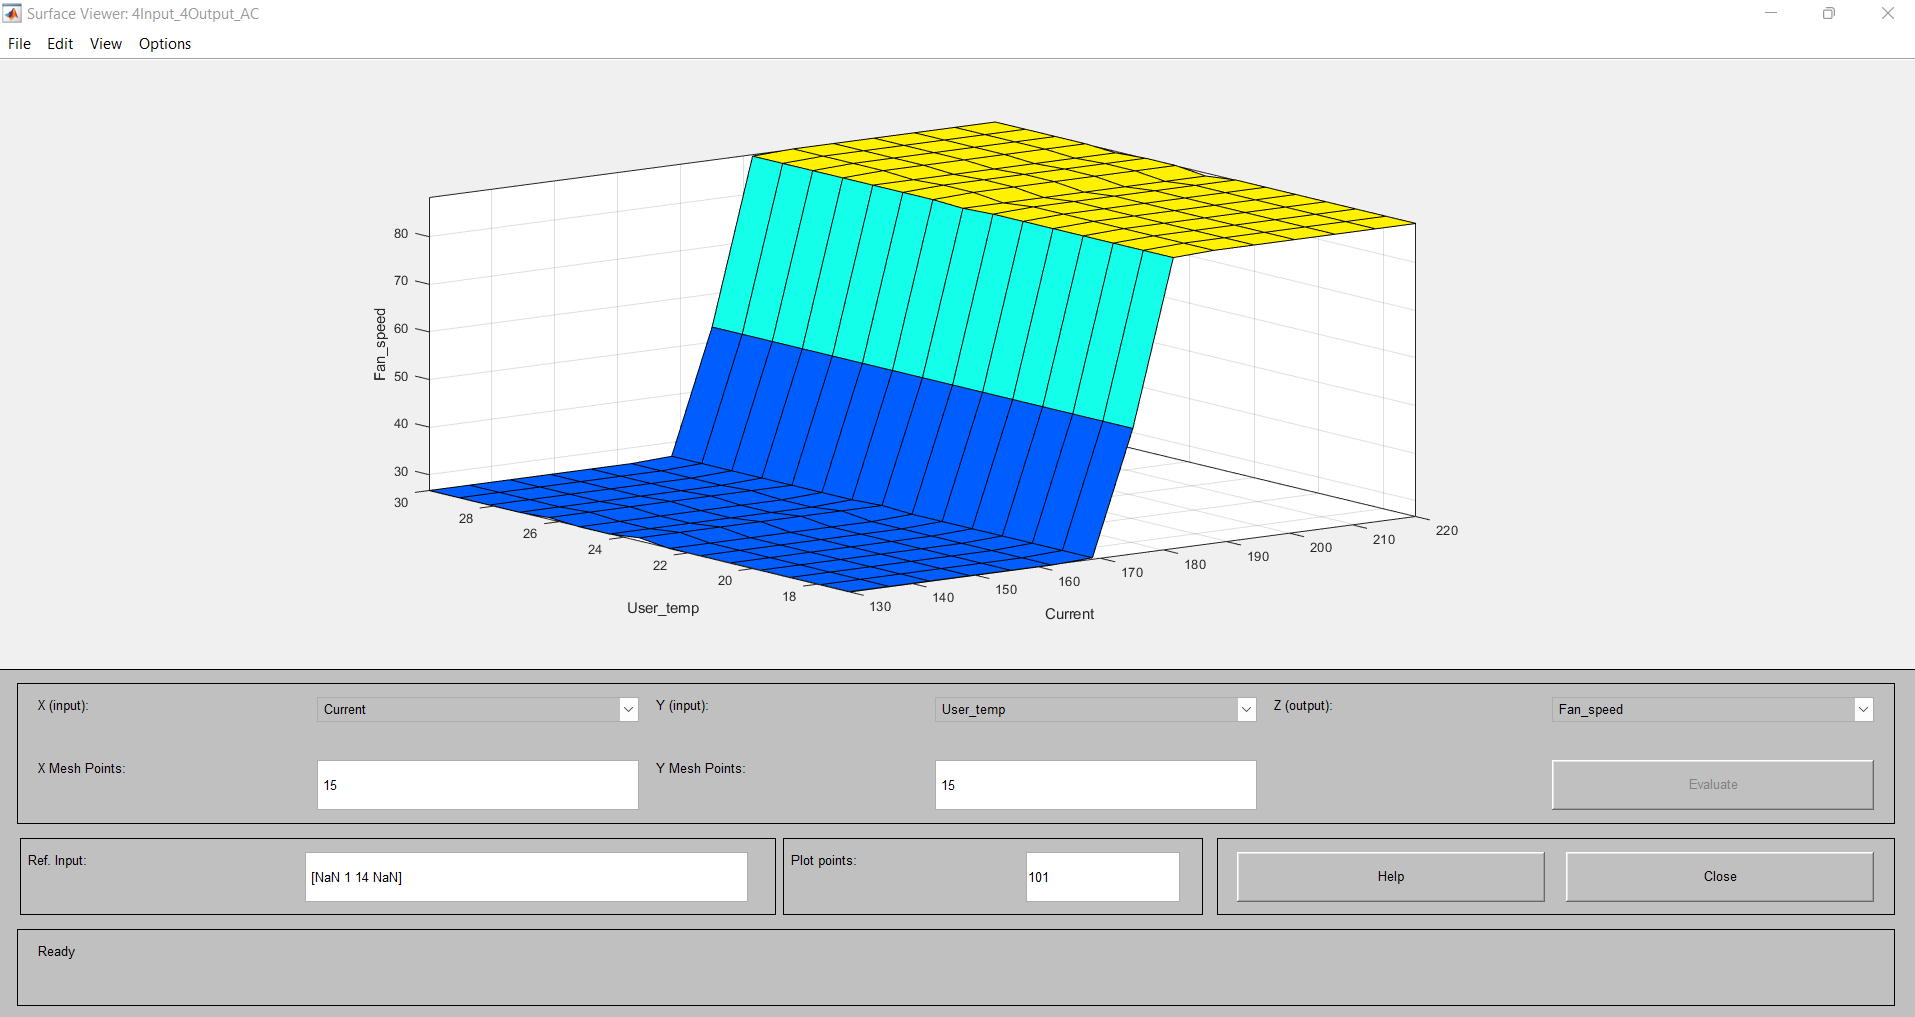 Surface Viewer: 4Input_4Output_AC
File Edit View Options
80
70
60
50
40
30
Fan_speed
30
28
26
24
22
20
18
User_temp
130
140
150
160
170
180
190
200
210
220
Current
X (input): Current Y (input): User_temp Z (output): Fan_speed
X Mesh Points: 15 Y Mesh Points: 15 Evaluate
Ref. Input: [NaN 1 14 NaN] Plot points: 101 Help Close
Ready